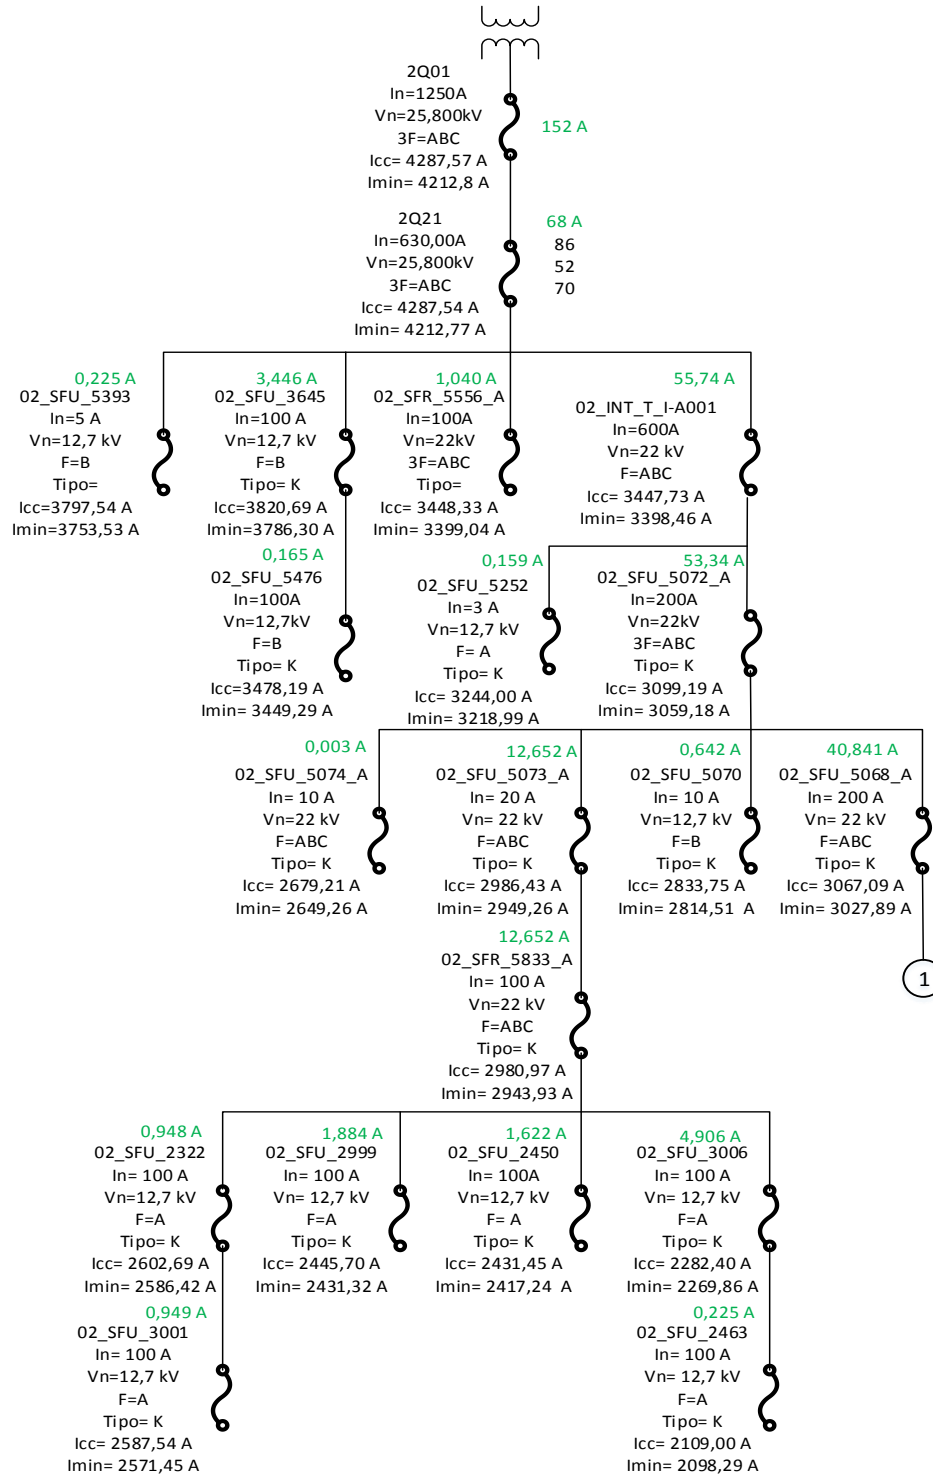 2Q01
In=1250A
Vn=25,800kV
3F=ABC
Icc= 4287,57 A
Imin= 4212,8 A
152 A
2Q21
In=630,00A
Vn=25,800kV
3F=ABC
Icc= 4287,54 A
Imin= 4212,77 A
68 A
86
52
70
0,225 A
02_SFU_5393
In=5 A
Vn=12,7 kV
F=B
Tipo=
Icc=3797,54 A
Imin=3753,53 A
3,446 A
02_SFU_3645
In=100 A
Vn=12,7 kV
F=B
Tipo= K
Icc=3820,69 A
Imin=3786,30 A
1,040 A
02_SFR_5556_A
In=100A
Vn=22kV
3F=ABC
Tipo=
Icc= 3448,33 A
Imin= 3399,04 A
55,74 A
02_INT_T_I-A001
In=600A
Vn=22 kV
F=ABC
Icc= 3447,73 A
Imin= 3398,46 A
0,165 A
02_SFU_5476
In=100A
Vn=12,7kV
F=B
Tipo= K
Icc=3478,19 A
Imin= 3449,29 A
0,159 A
02_SFU_5252
In=3 A
Vn=12,7 kV
F= A
Tipo= K
Icc= 3244,00 A
Imin= 3218,99 A
53,34 A
02_SFU_5072_A
In=200A
Vn=22kV
3F=ABC
Tipo= K
Icc= 3099,19 A
Imin= 3059,18 A
0,003 A
02_SFU_5074_A
In= 10 A
Vn=22 kV
F=ABC
Tipo= K
Icc= 2679,21 A
Imin= 2649,26 A
12,652 A
02_SFU_5073_A
In= 20 A
Vn= 22 kV
F=ABC
Tipo= K
Icc= 2986,43 A
Imin= 2949,26 A
0,642 A
02_SFU_5070
In= 10 A
Vn=12,7 kV
F=B
Tipo= K
Icc= 2833,75 A
Imin= 2814,51 A
40,841 A
02_SFU_5068_A
In= 200 A
Vn= 22 kV
F=ABC
Tipo= K
Icc= 3067,09 A
Imin= 3027,89 A
1
12,652 A
02_SFR_5833_A
In= 100 A
Vn=22 kV
F=ABC
Tipo= K
Icc= 2980,97 A
Imin= 2943,93 A
0,948 A
02_SFU_2322
In= 100 A
Vn=12,7 kV
F=A
Tipo= K
Icc= 2602,69 A
Imin= 2586,42 A
1,884 A
02_SFU_2999
In= 100 A
Vn= 12,7 kV
F=A
Tipo= K
Icc= 2445,70 A
Imin= 2431,32 A
1,622 A
02_SFU_2450
In= 100A
Vn=12,7 kV
F= A
Tipo= K
Icc= 2431,45 A
Imin= 2417,24 A
4,906 A
02_SFU_3006
In= 100 A
Vn= 12,7 kV
F=A
Tipo= K
Icc= 2282,40 A
Imin= 2269,86 A
0,949 A
02_SFU_3001
In= 100 A
Vn=12,7 kV
F=A
Tipo= K
Icc= 2587,54 A
Imin= 2571,45 A
0,225 A
02_SFU_2463
In= 100 A
Vn= 12,7 kV
F=A
Tipo= K
Icc= 2109,00 A
Imin= 2098,29 A